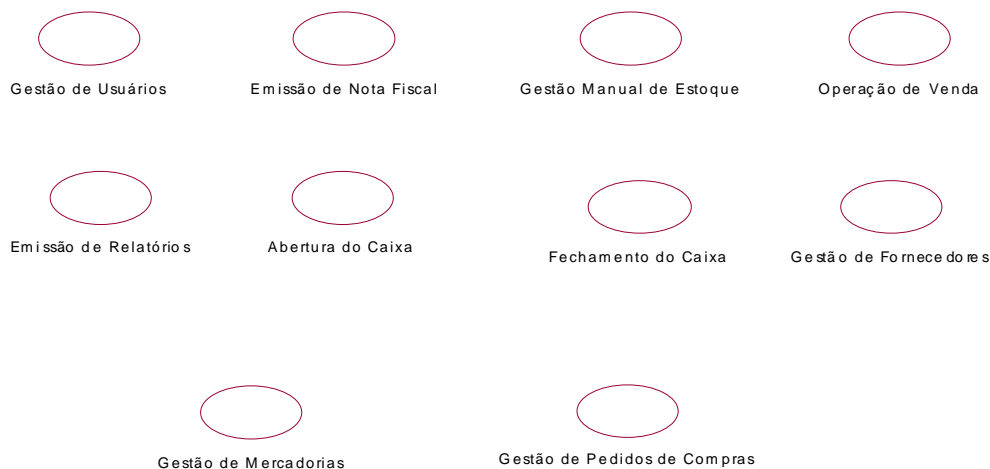 Gestão de Usuários
Emissão de Nota Fiscal
Gestão Manual de Estoque
Operação de Venda
Emissão de Relatórios
Abertura do Caixa
Fechamento do Caixa
Gestão de Fornecedores
Gestão de Mercadorias
Gestão de Pedidos de Compras